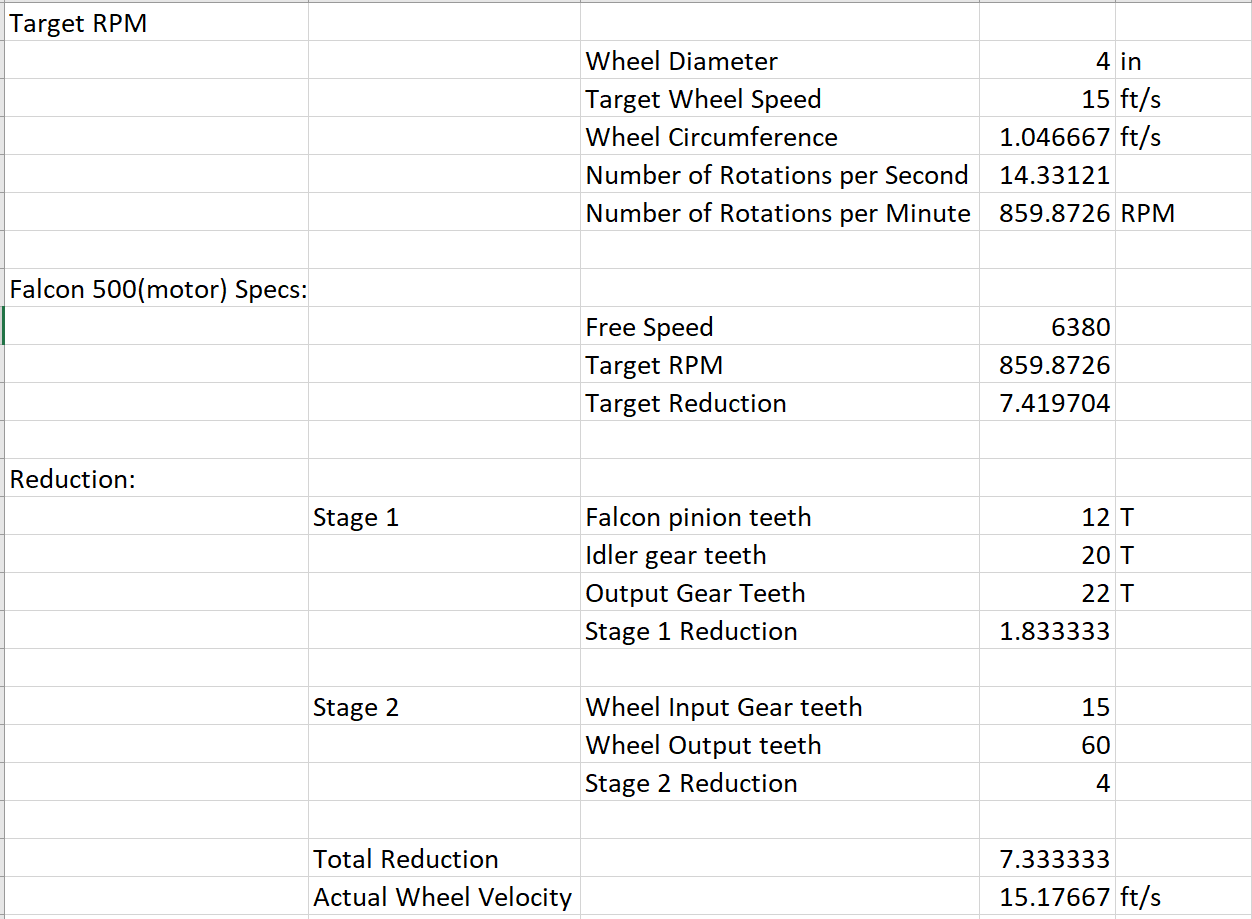 Target RPM
Wheel Diameter 4 in
Target Wheel Speed 15 ft/s
Wheel Circumference 1.046667 ft/s
Number of Rotations per Second 14.33121
Number of Rotations per Minute 859.8726 RPM
Falcon 500(motor) Specs:
Free Speed 6380
Target RPM 859.8726
Target Reduction 7.419704
Reduction:
Stage 1 Falcon pinion teeth 12 T
Idler gear teeth 20 T
Output Gear Teeth 22 T
Stage 1 Reduction 1.833333
Stage 2 Wheel Input Gear teeth 15
Wheel Output teeth 60
Stage 2 Reduction 4
Total Reduction 7.333333
Actual Wheel Velocity 15.17667 ft/s